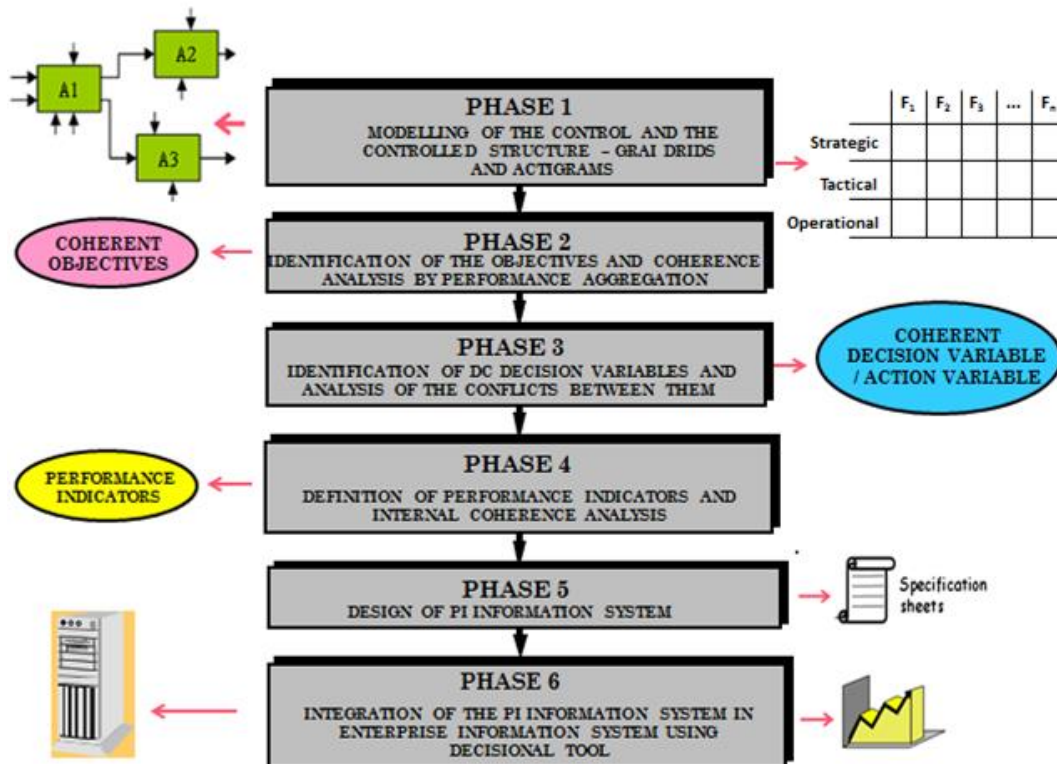 A1
A2
A3
PHASE 1
MODELLING OF THE CONTROL AND THE
CONTROLLED STRUCTURE – GRAI DRIDS
AND ACTIGRAMS
F1 F2 F3 ... Fn
Strategic
Tactical
Operational
COHERENT
OBJECTIVES
PHASE 2
IDENTIFICATION OF THE OBJECTIVES AND COHERENCE
ANALYSIS BY PERFORMANCE AGGREGATION
PHASE 3
IDENTIFICATION OF DC DECISION VARIABLES AND
ANALYSIS OF THE CONFLICTS BETWEEN THEM
COHERENT
DECISION VARIABLE
/ ACTION VARIABLE
PERFORMANCE
INDICATORS
PHASE 4
DEFINITION OF PERFORMANCE INDICATORS AND
INTERNAL COHERENCE ANALYSIS
PHASE 5
DESIGN OF PI INFORMATION SYSTEM
Specification
sheets
PHASE 6
INTEGRATION OF THE PI INFORMATION SYSTEM IN
ENTERPRISE INFORMATION SYSTEM USING
DECISIONAL TOOL